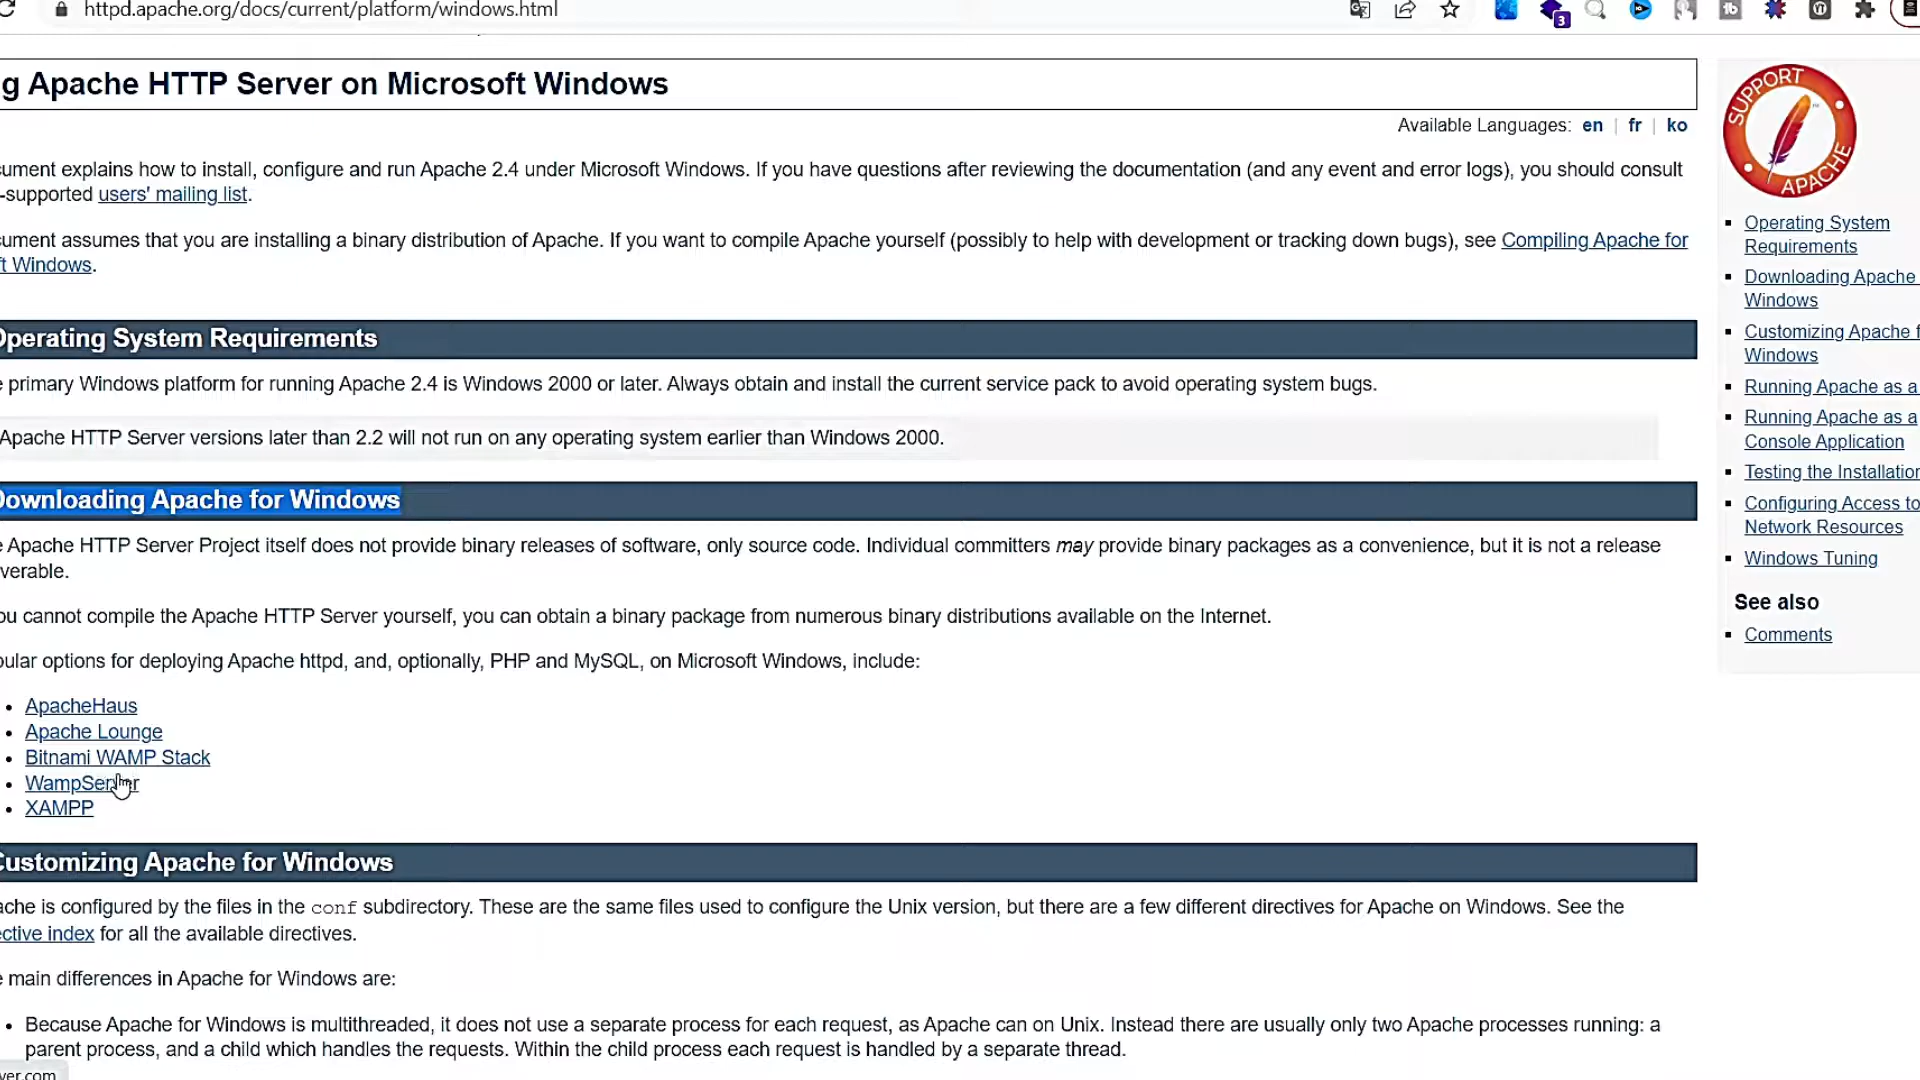 httpd.apache.org/docs/current/platform/windows.html
3
g Apache HTTP Server on Microsoft Windows
Available Languages: en | fr | ko
ument explains how to install, configure and run Apache 2.4 under Microsoft Windows. If you have questions after reviewing the documentation (and any event and error logs), you should consult
-supported users' mailing list.
ument assumes that you are installing a binary distribution of Apache. If you want to compile Apache yourself (possibly to help with development or tracking down bugs), see Compiling Apache for
ft Windows.
Operating System Requirements
e primary Windows platform for running Apache 2.4 is Windows 2000 or later. Always obtain and install the current service pack to avoid operating system bugs.
Apache HTTP Server versions later than 2.2 will not run on any operating system earlier than Windows 2000.
Downloading Apache for Windows
e Apache HTTP Server Project itself does not provide binary releases of software, only source code. Individual committers may provide binary packages as a convenience, but it is not a release
verable.
ou cannot compile the Apache HTTP Server yourself, you can obtain a binary package from numerous binary distributions available on the Internet.
ular options for deploying Apache httpd, and, optionally, PHP and MySQL, on Microsoft Windows, include:
• ApacheHaus
• Apache Lounge
• Bitnami WAMP Stack
• WampServer
• XAMPP
Customizing Apache for Windows
ache is configured by the files in the conf subdirectory. These are the same files used to configure the Unix version, but there are a few different directives for Apache on Windows. See the
ective index for all the available directives.
e main differences in Apache for Windows are:
• Because Apache for Windows is multithreaded, it does not use a separate process for each request, as Apache can on Unix. Instead there are usually only two Apache processes running: a
parent process, and a child which handles the requests. Within the child process each request is handled by a separate thread.
ver.com
SUPPORT
APACHE
Operating System
Requirements
Downloading Apache
Windows
Customizing Apache f
Windows
Running Apache as a
Running Apache as a
Console Application
Testing the Installation
Configuring Access to
Network Resources
Windows Tuning
See also
Comments